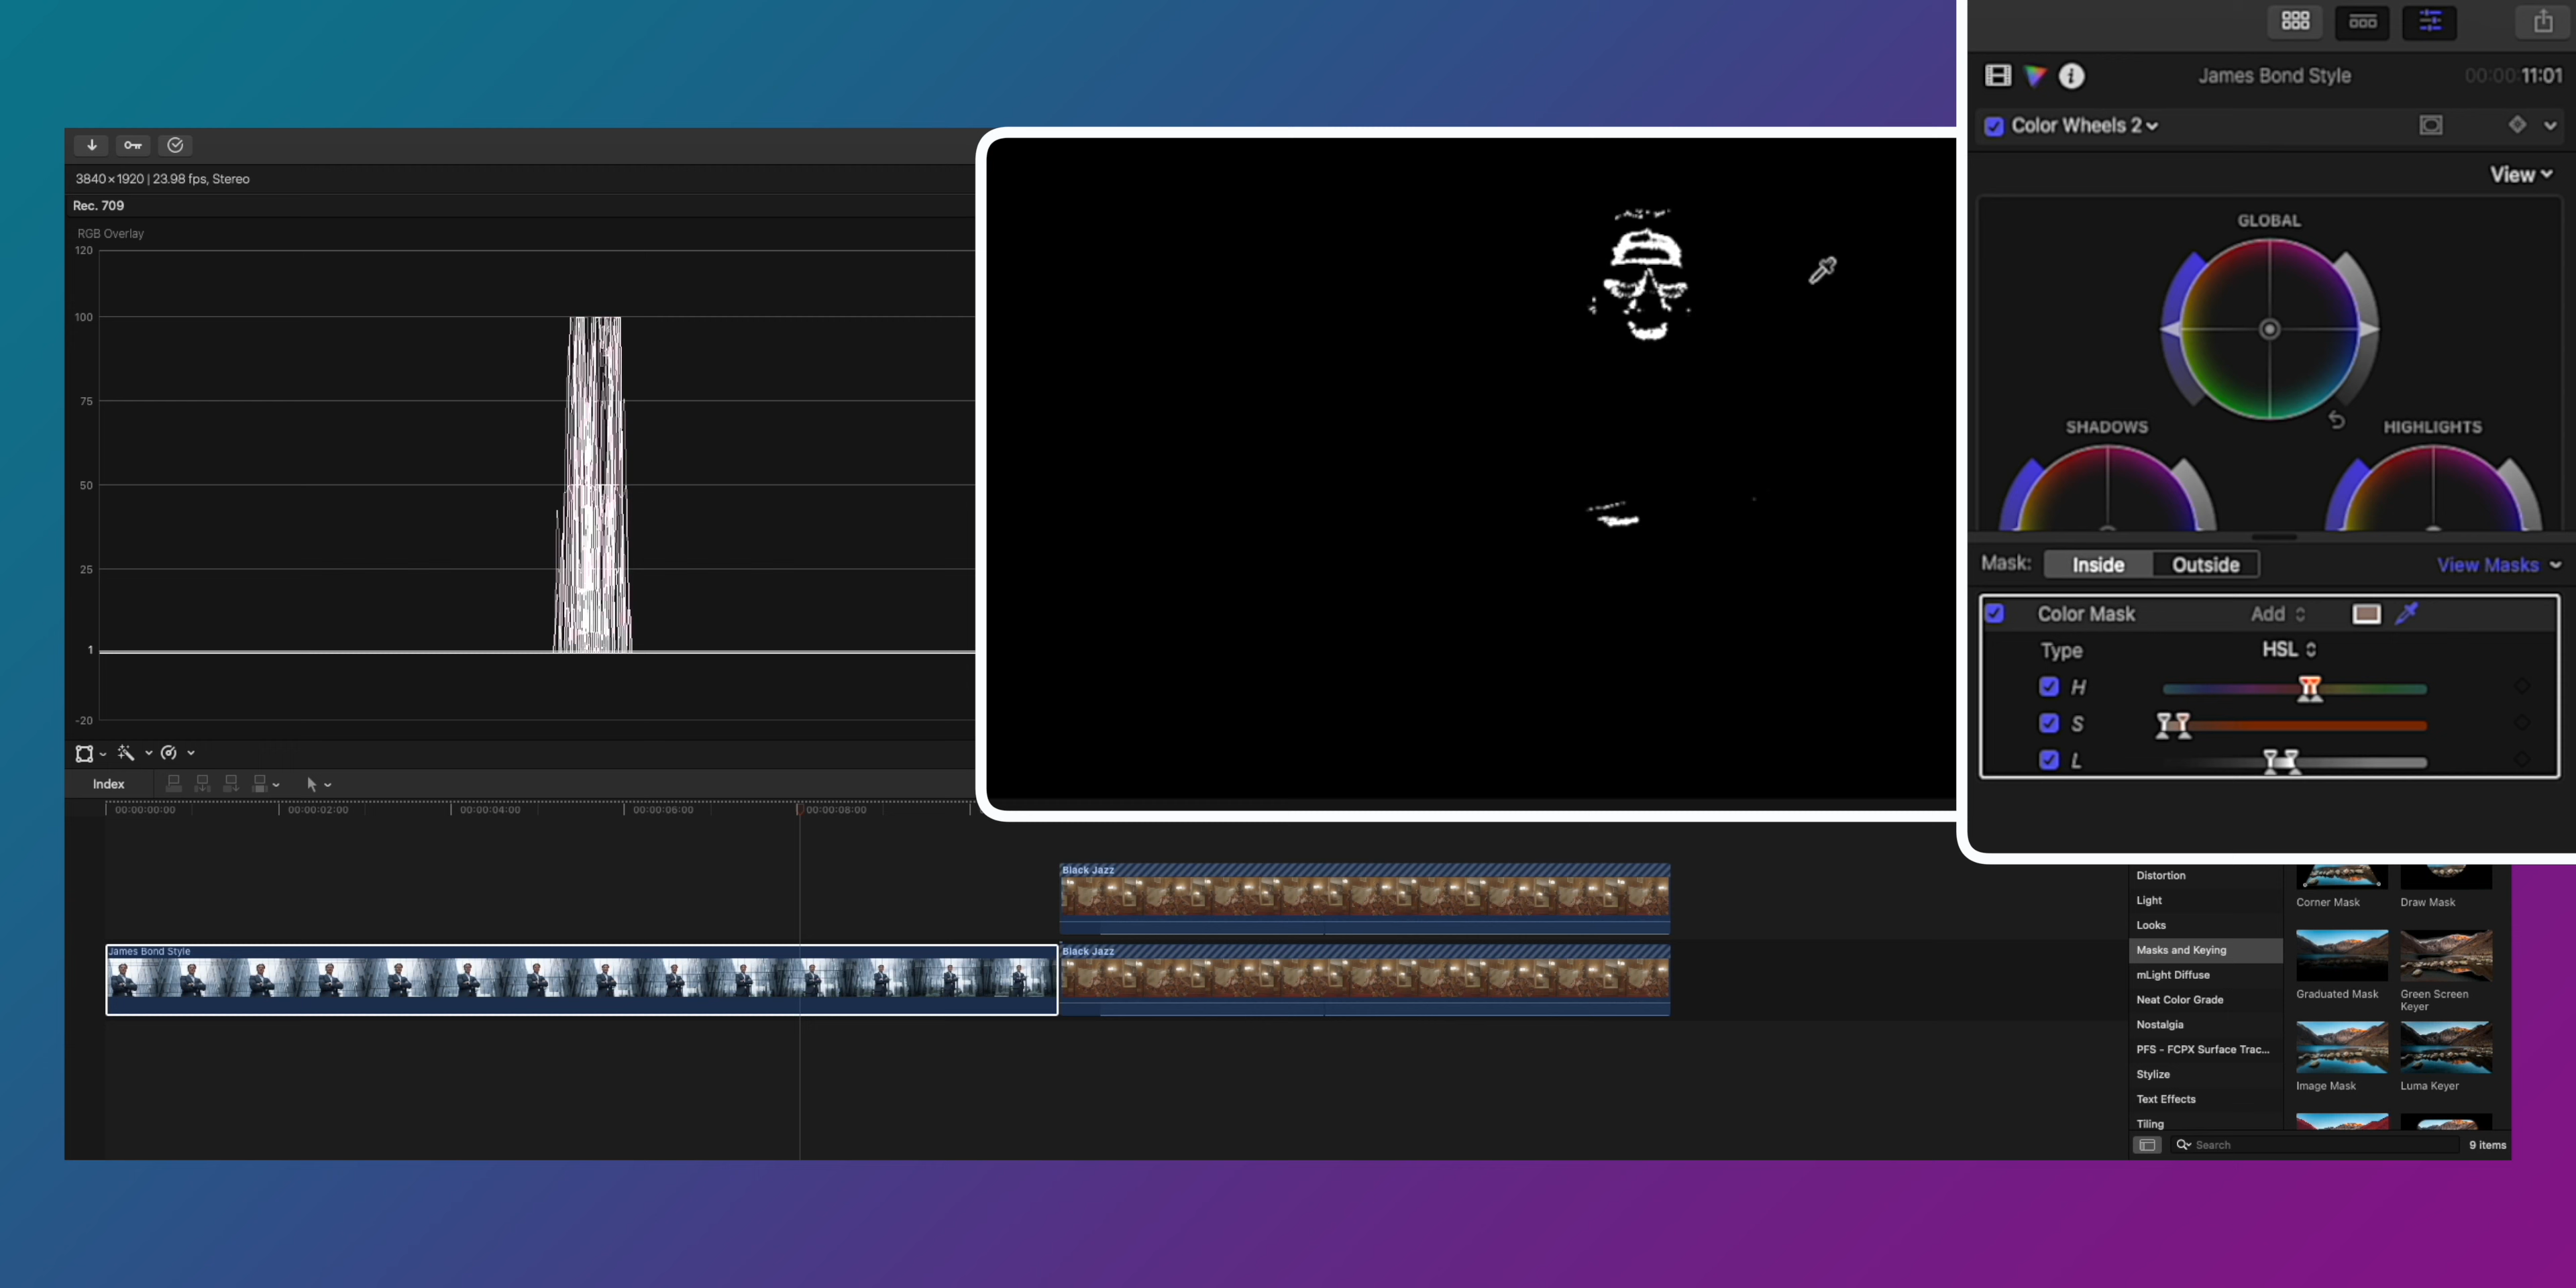 James Bond Style
00:00:11:01
Color Wheels 2
View
GLOBAL
SHADOWS
HIGHLIGHTS
Mask:
Inside
Outside
View Masks
Color Mask
Add
Type
HSL
H
S
L
3840×1920 | 23.98 fps, Stereo
Rec. 709
RGB Overlay
120
100
75
50
25
1
-20
Index
00:00:00:00
00:00:02:00
00:00:04:00
00:00:06:00
00:00:08:00
Black Jazz
James Bond Style
Black Jazz
Distortion
Light
Looks
Masks and Keying
mLight Diffuse
Neat Color Grade
Nostalgia
PFS - FCPX Surface Trac...
Stylize
Text Effects
Tiling
Corner Mask
Draw Mask
Graduated Mask
Green Screen
Keyer
Image Mask
Luma Keyer
Search
9 items